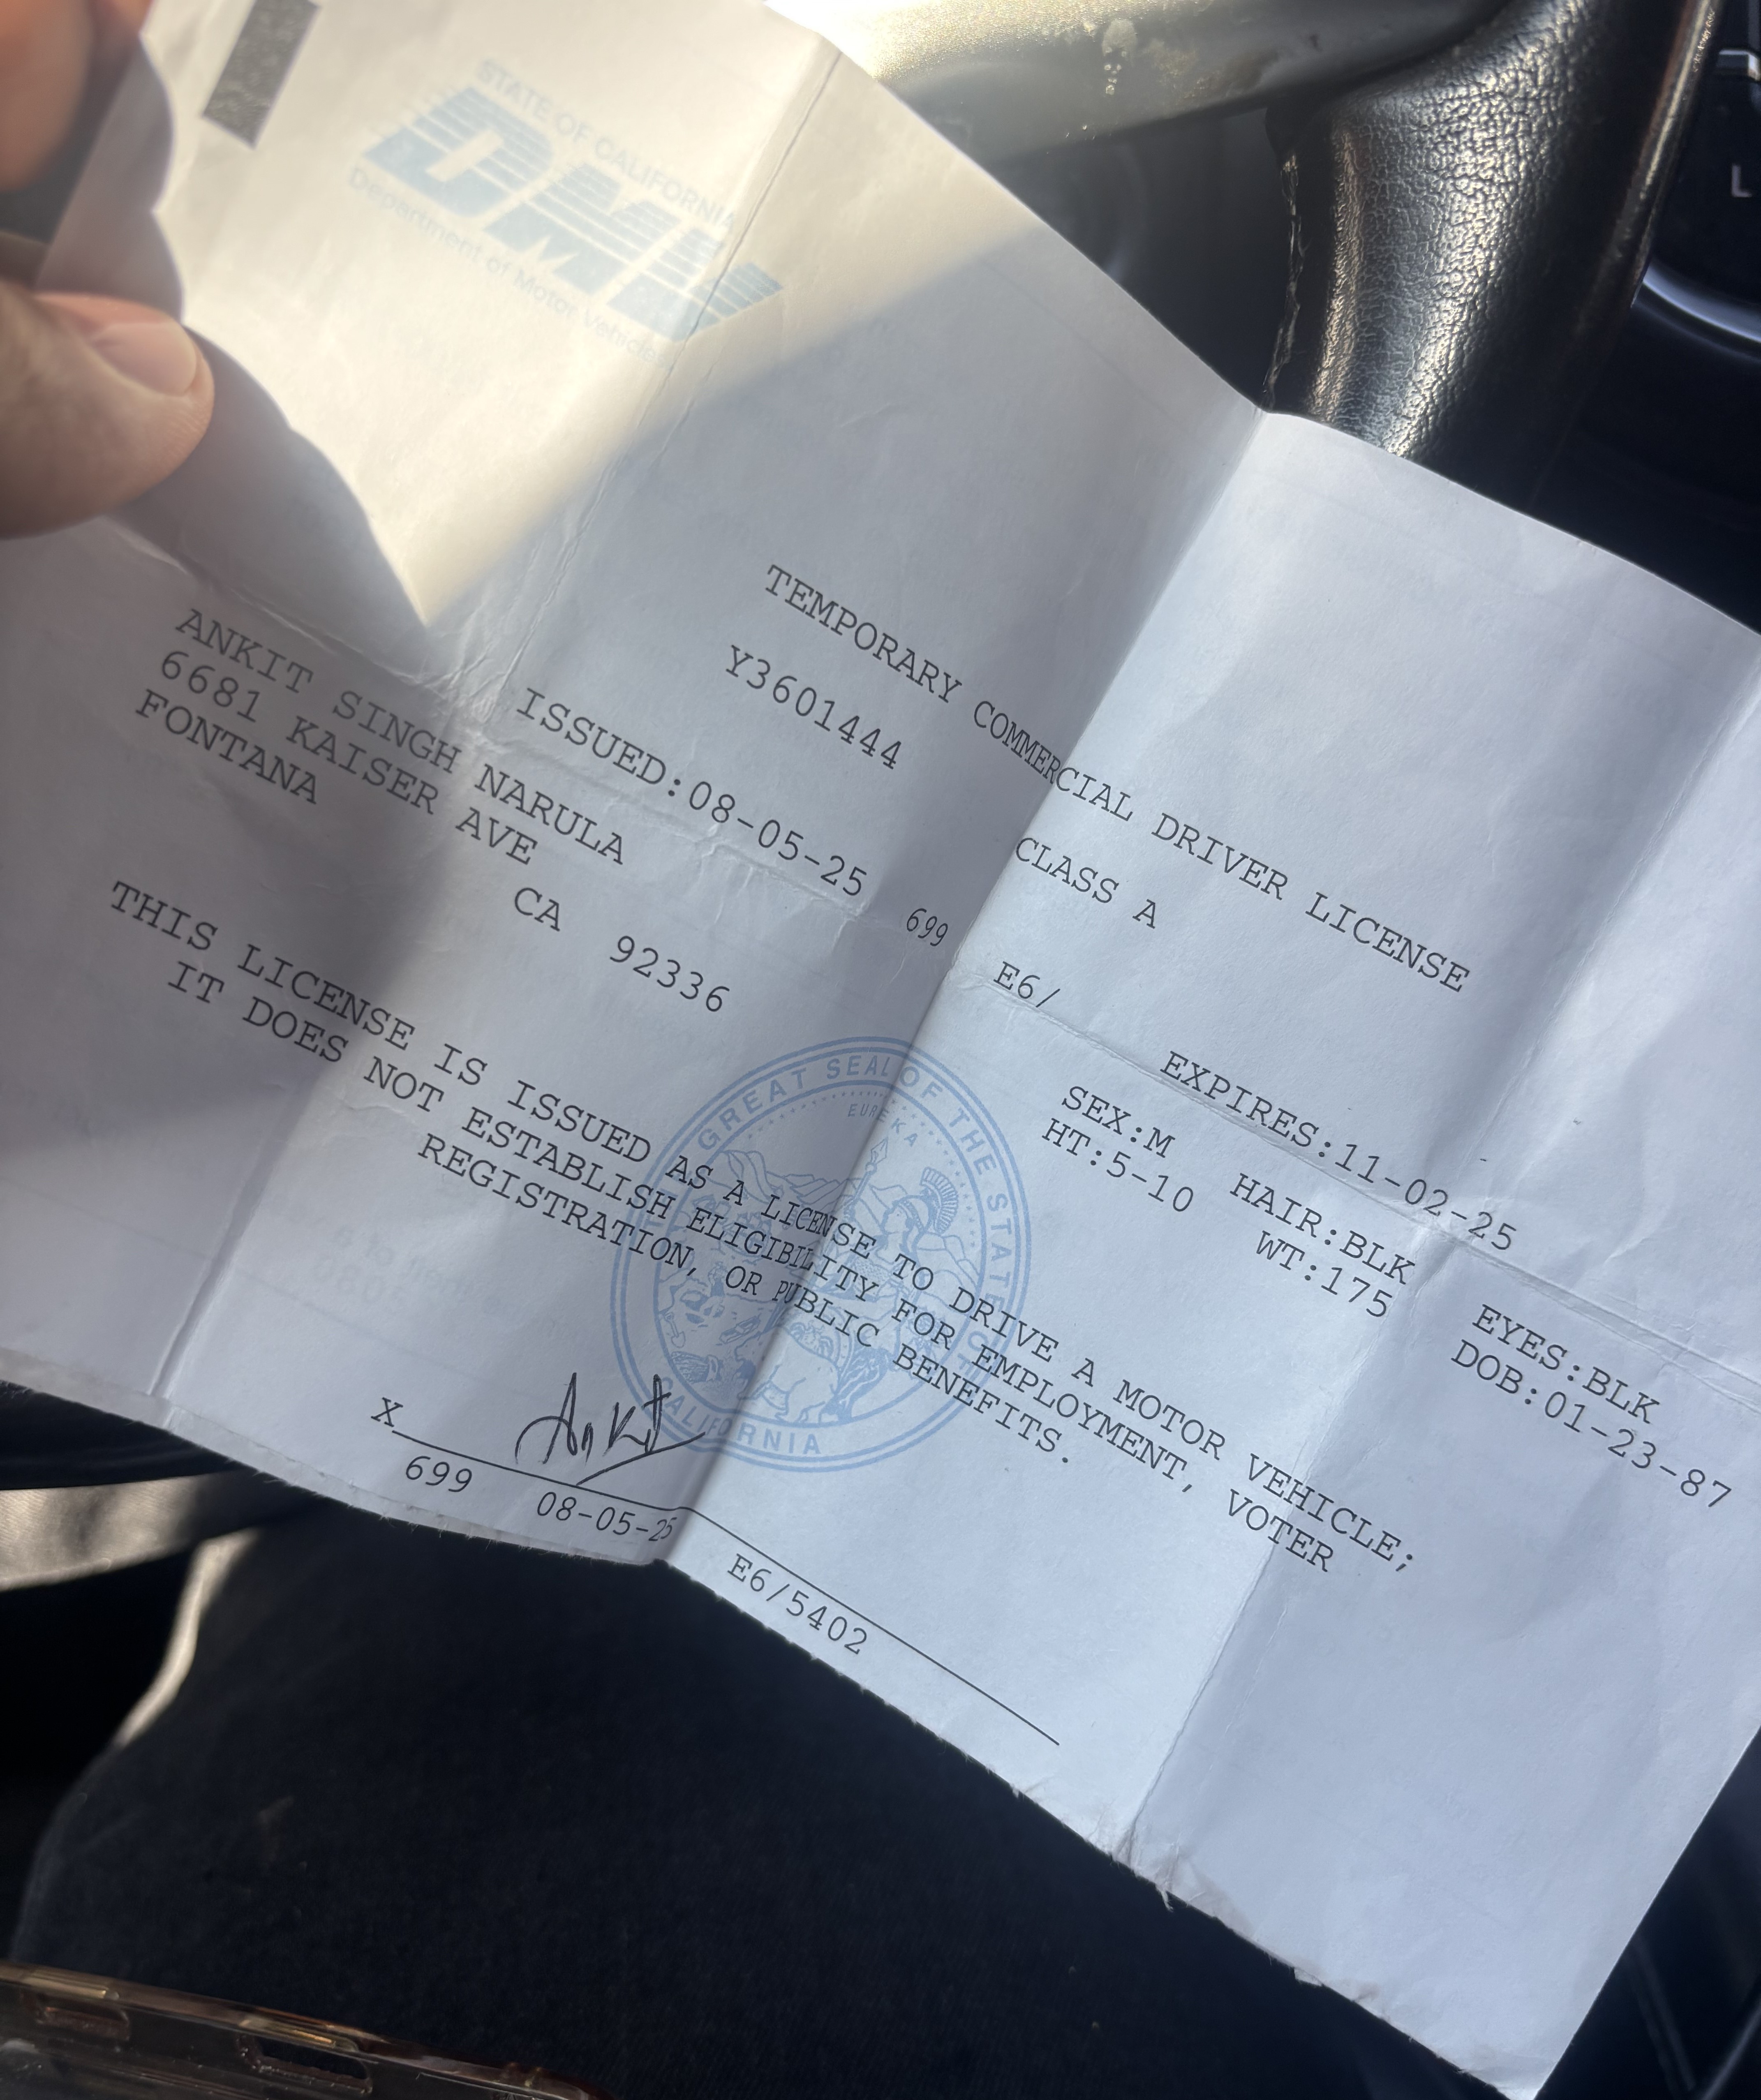 STATE OF CALIFORNIA
DMV
Department of Motor Vehicles
TEMPORARY COMMERCIAL DRIVER LICENSE
Y3601444 CLASS A
ISSUED:08-05-25 699 E6/ EXPIRES:11-02-25
ANKIT SINGH NARULA SEX:M HAIR:BLK EYES:BLK
6681 KAISER AVE HT:5-10 WT:175 DOB:01-23-87
FONTANA CA 92336
THIS LICENSE IS ISSUED AS A LICENSE TO DRIVE A MOTOR VEHICLE;
IT DOES NOT ESTABLISH ELIGIBILITY FOR EMPLOYMENT, VOTER
REGISTRATION, OR PUBLIC BENEFITS.
GREAT SEAL OF THE STATE OF CALIFORNIA
EUREKA
X Ankit
699 08-05-25 E6/5402
L